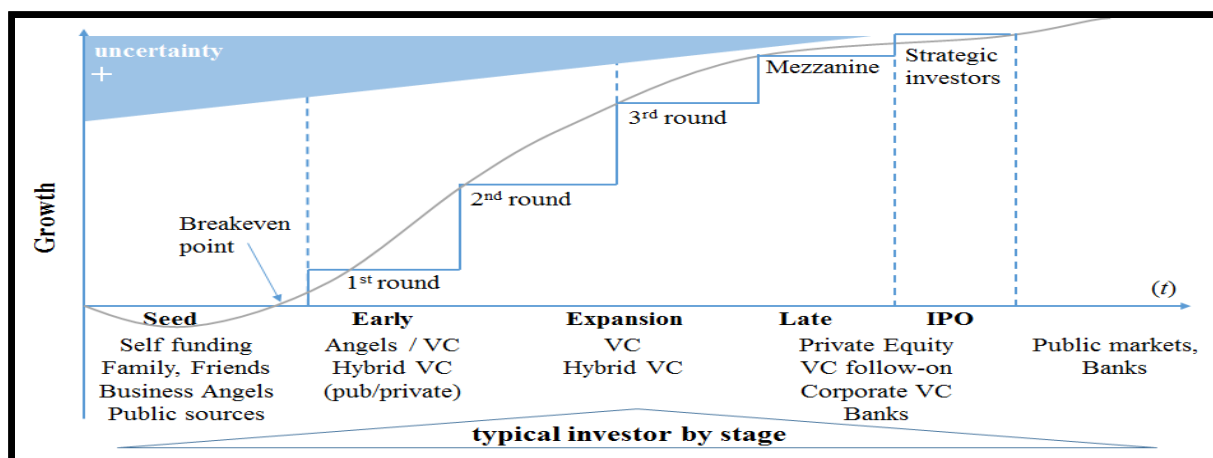 uncertainty
+
Growth
Breakeven
point
1st round
2nd round
3rd round
Mezzanine
Strategic
investors
(t)
Seed
Self funding
Family, Friends
Business Angels
Public sources
Early
Angels / VC
Hybrid VC
(pub/private)
Expansion
VC
Hybrid VC
Late
Private Equity
VC follow-on
Corporate VC
Banks
IPO
Public markets,
Banks
typical investor by stage